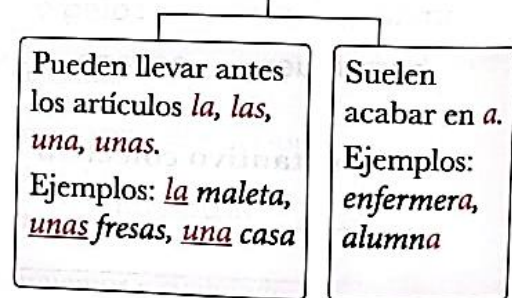 Pueden llevar antes
los artículos la, las,
una, unas.
Ejemplos: la maleta,
unas fresas, una casa
Suelen
acabar en a.
Ejemplos:
enfermera,
alumna